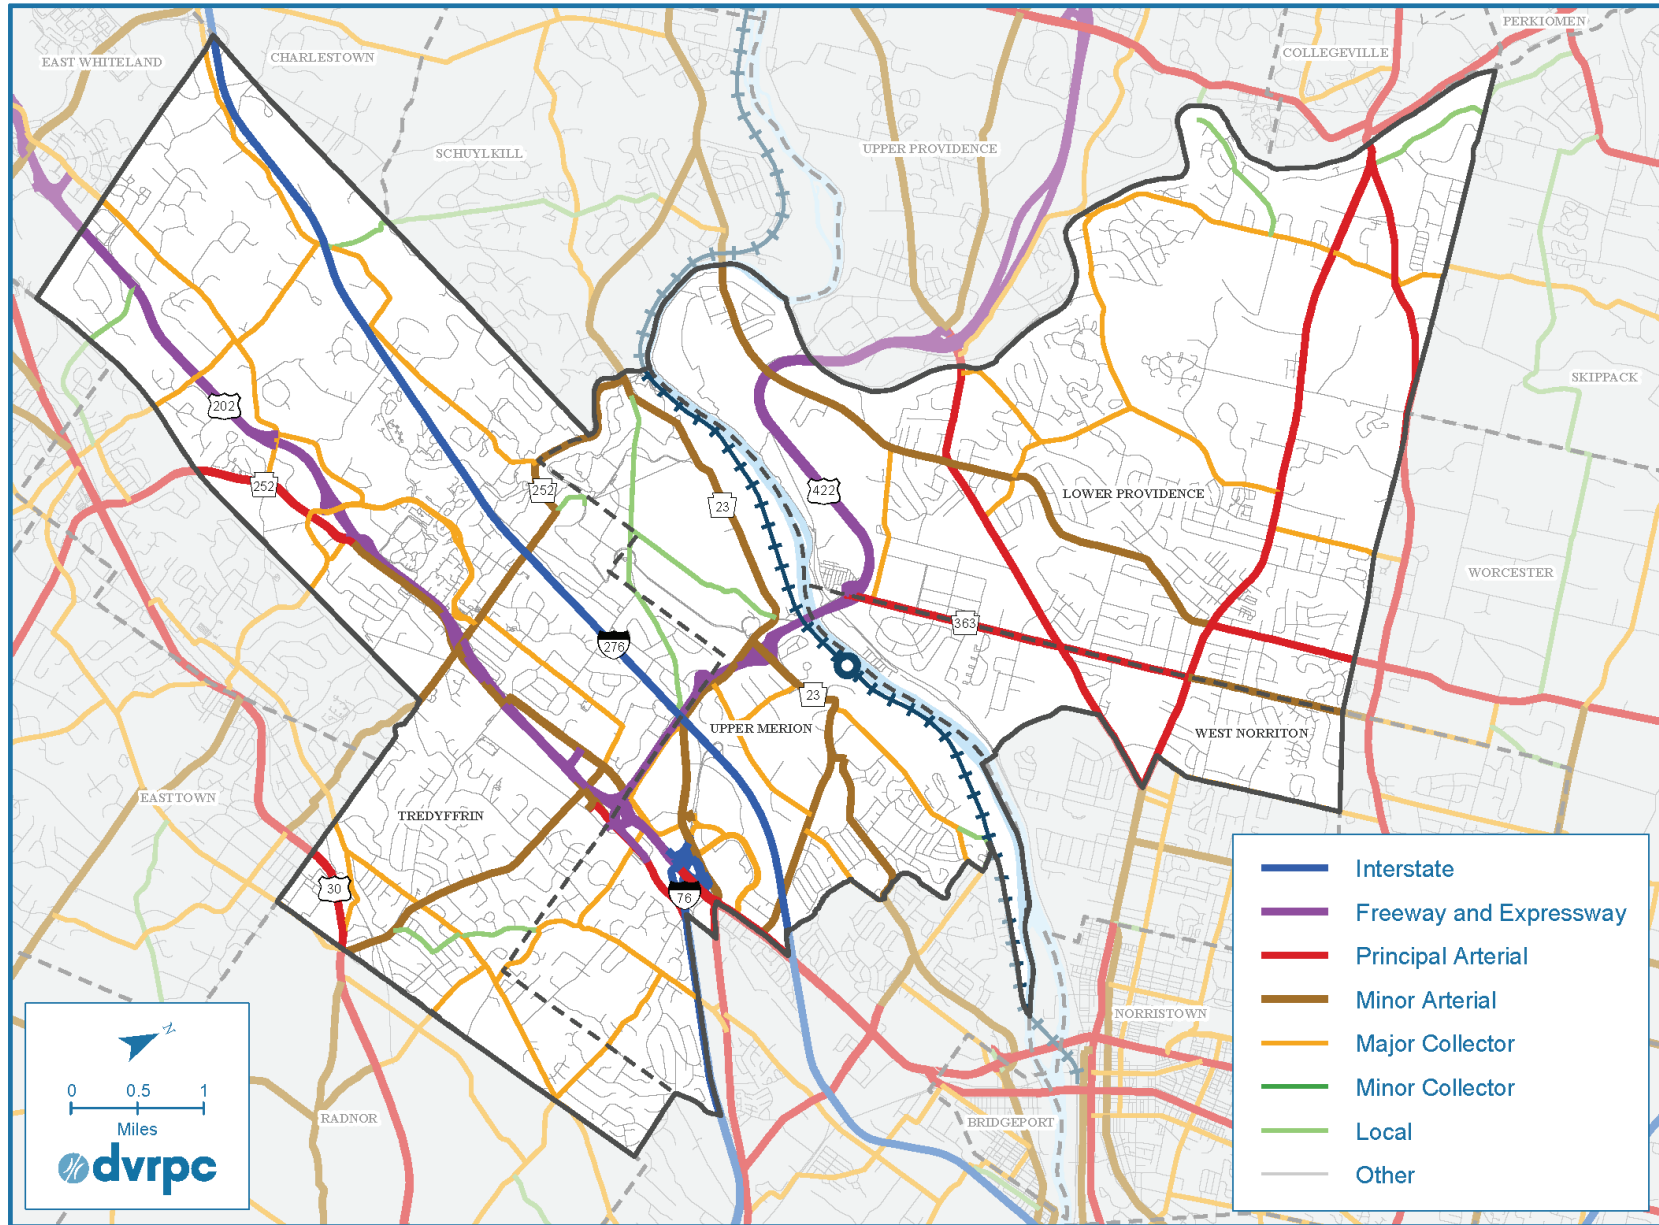 PERKIOMEN
COLLEGEVILLE
EAST WHITELAND
CHARLESTOWN
SCHUYLKILL
UPPER PROVIDENCE
SKIPPACK
202
252
252
23
422
LOWER PROVIDENCE
WORCESTER
363
276
23
UPPER MERION
WEST NORRITON
EASTTOWN
TREDYFFRIN
30
76
NORRISTOWN
RADNOR
BRIDGEPORT
Interstate
Freeway and Expressway
Principal Arterial
Minor Arterial
Major Collector
Minor Collector
Local
Other
N
0 0.5 1
Miles
dvrpc